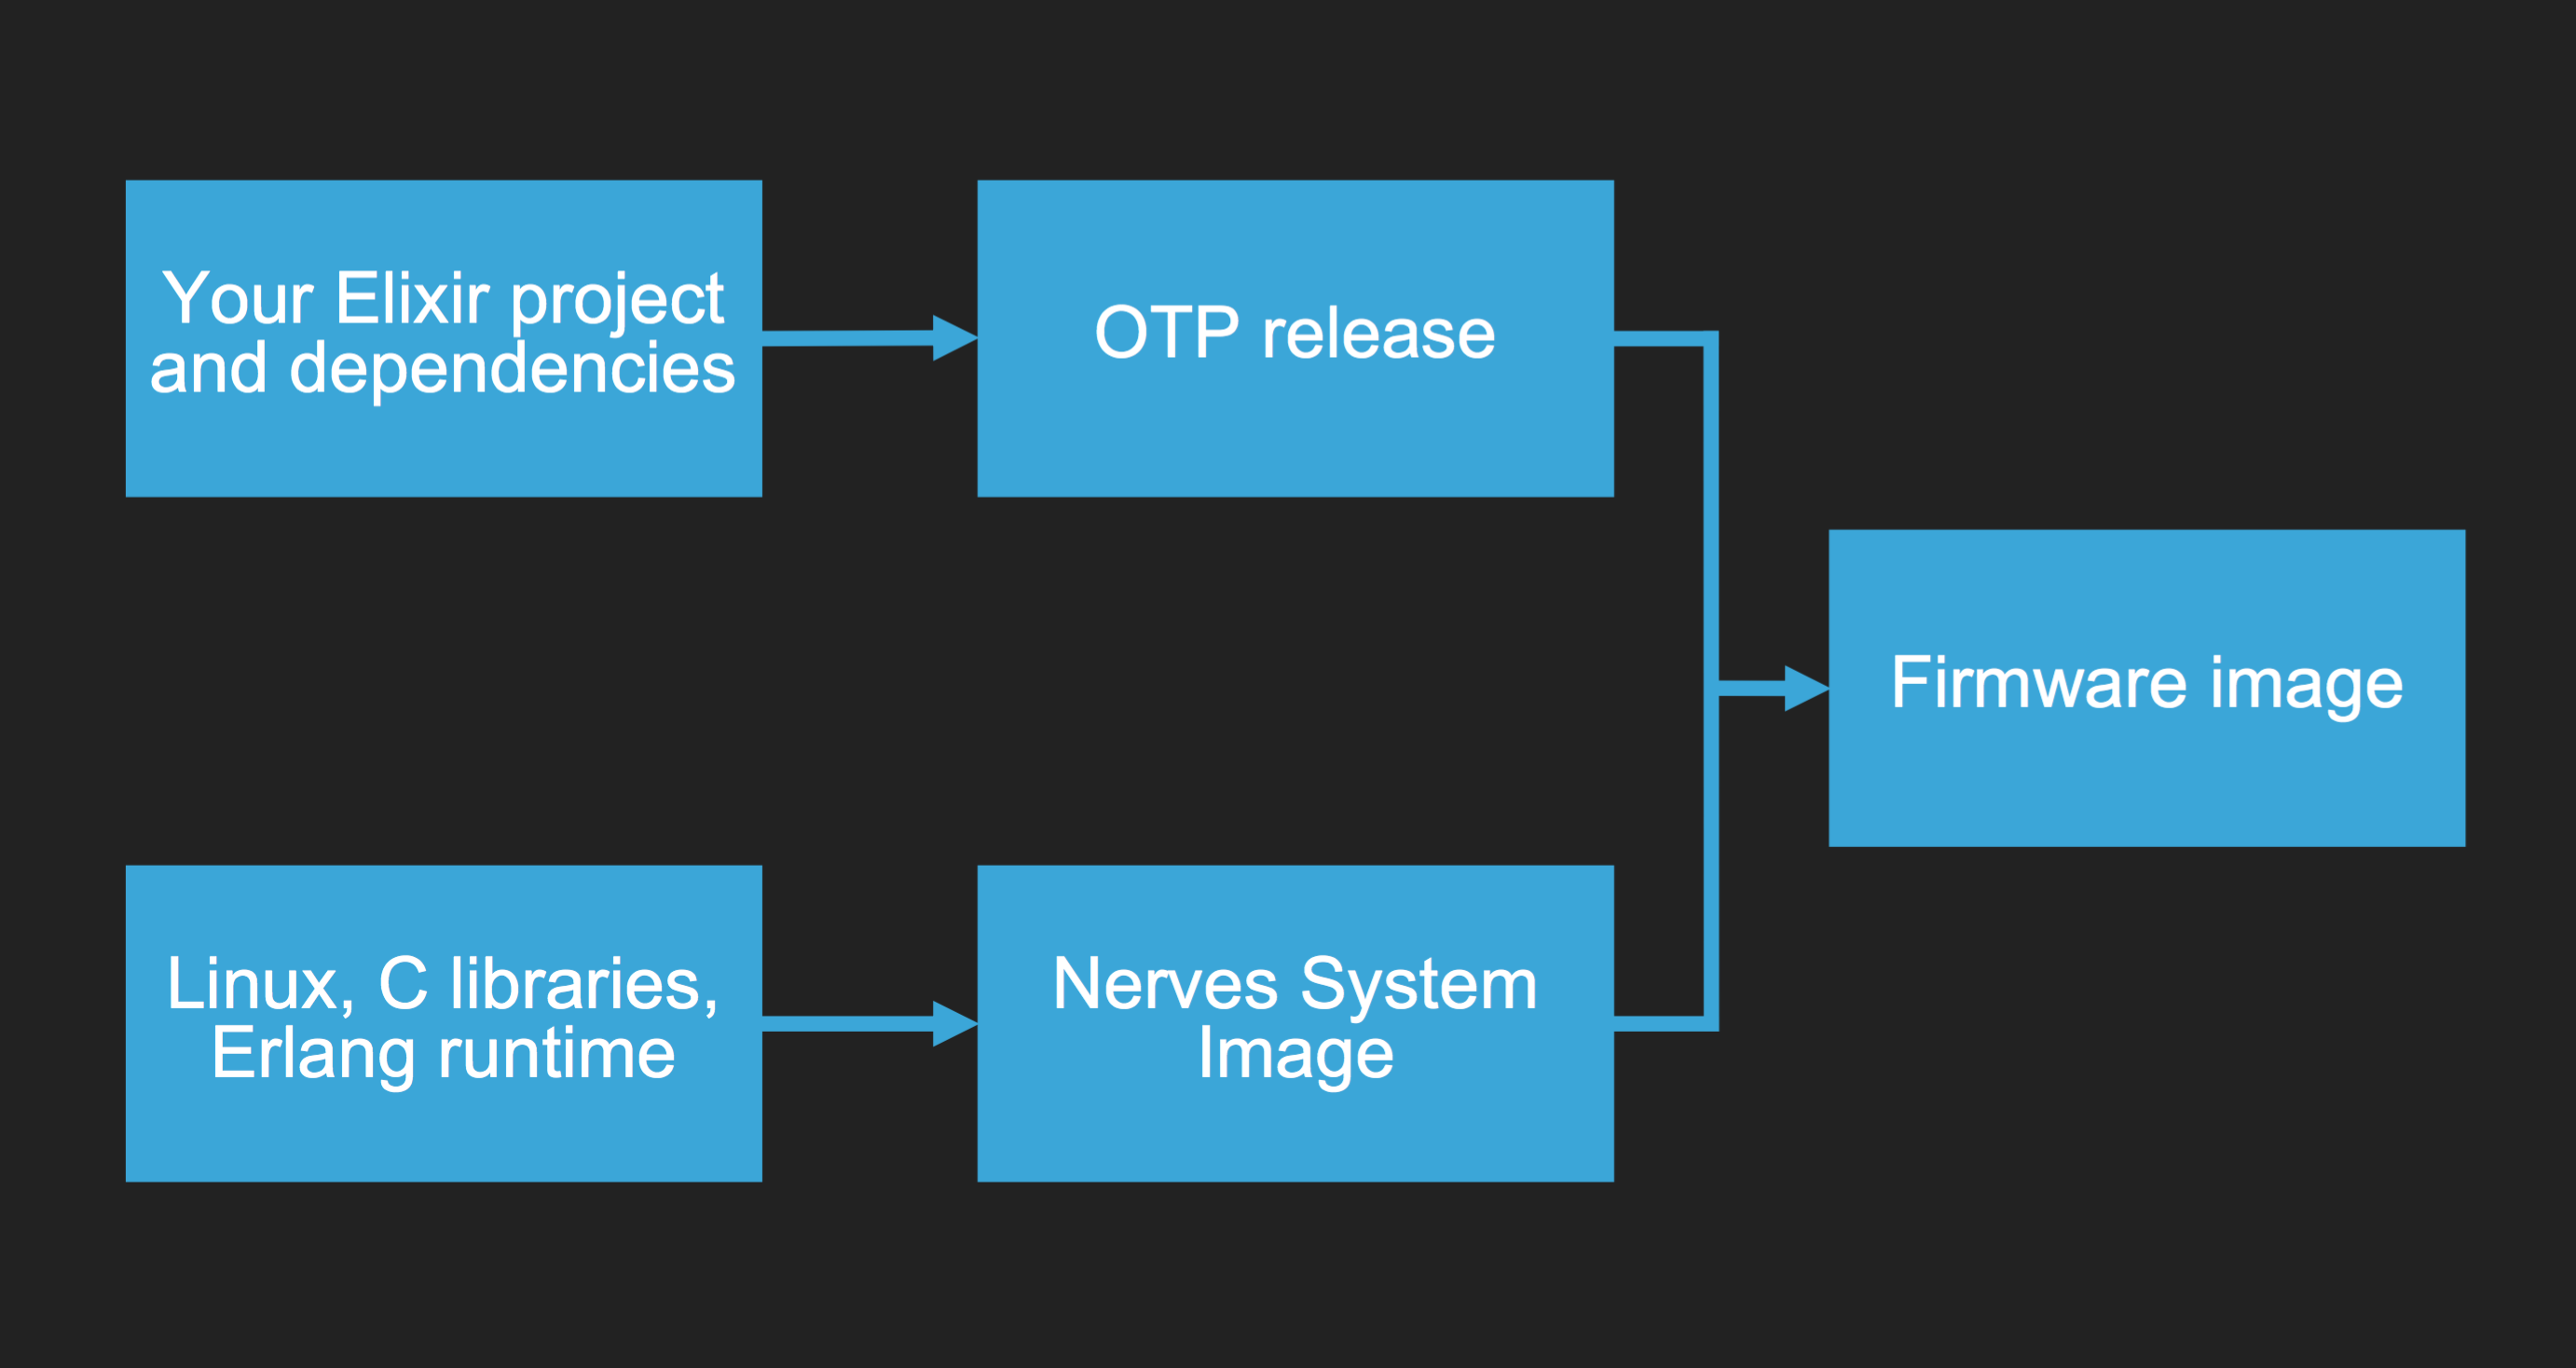 Your Elixir project
and dependencies
OTP release
Firmware image
Linux, C libraries,
Erlang runtime
Nerves System
Image